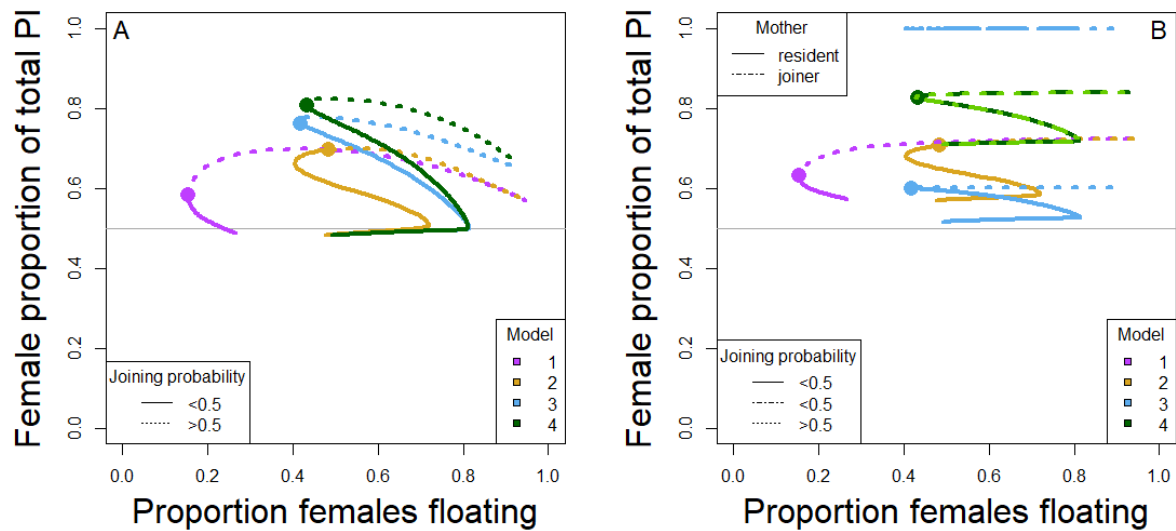 A
Female proportion of total PI
1.0
0.8
0.6
0.4
0.2
0.0
Joining probability
<0.5
>0.5
Model
1
2
3
4
0.0 0.2 0.4 0.6 0.8 1.0
Proportion females floating
B
Female proportion of total PI
1.0
0.8
0.6
0.4
0.2
0.0
Mother
resident
joiner
Joining probability
<0.5
<0.5
>0.5
Model
1
2
3
4
0.0 0.2 0.4 0.6 0.8 1.0
Proportion females floating